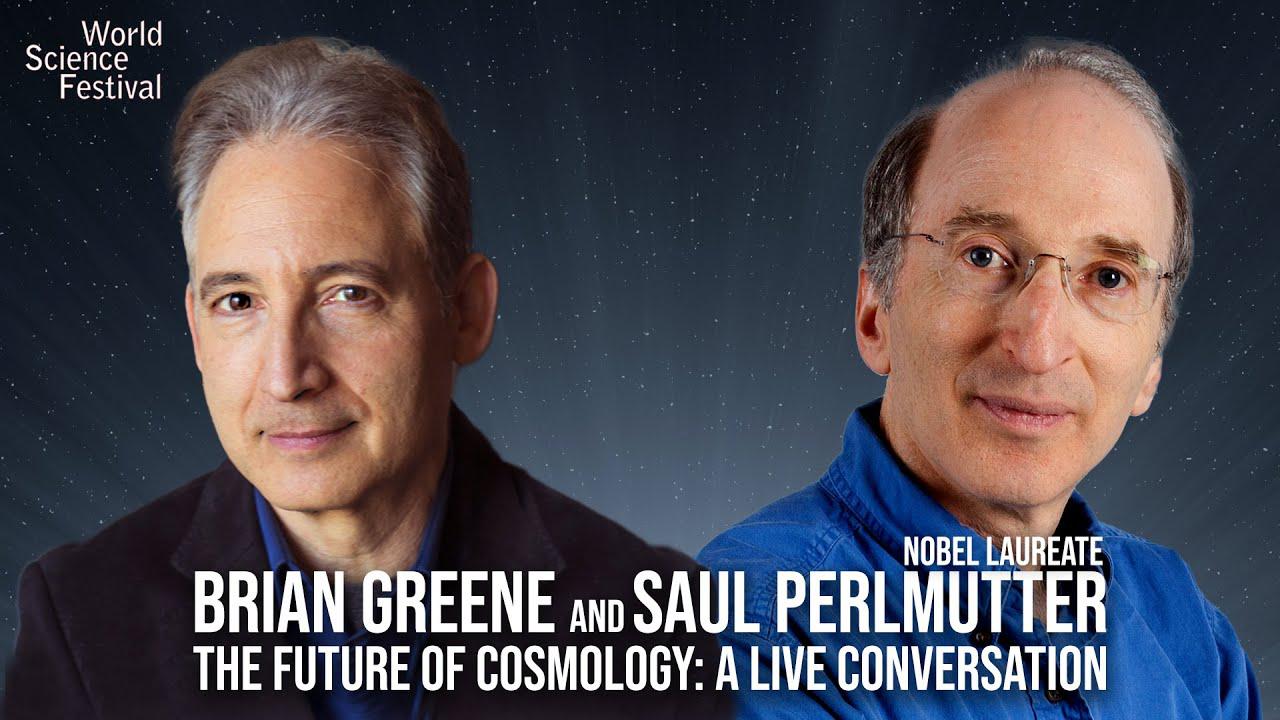 World
Science
Festival
NOBEL LAUREATE
BRIAN GREENE AND SAUL PERLMUTTER
THE FUTURE OF COSMOLOGY: A LIVE CONVERSATION